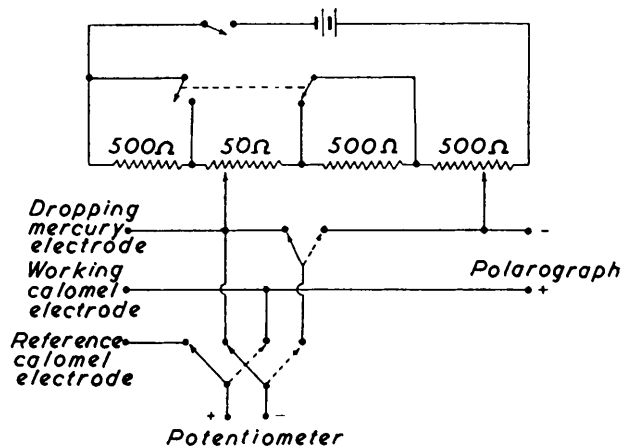 500Ω 50Ω 500Ω 500Ω
Dropping
mercury
electrode
-
Working
calomel
electrode
Polarograph
+
Reference
calomel
electrode
+ -
Potentiometer